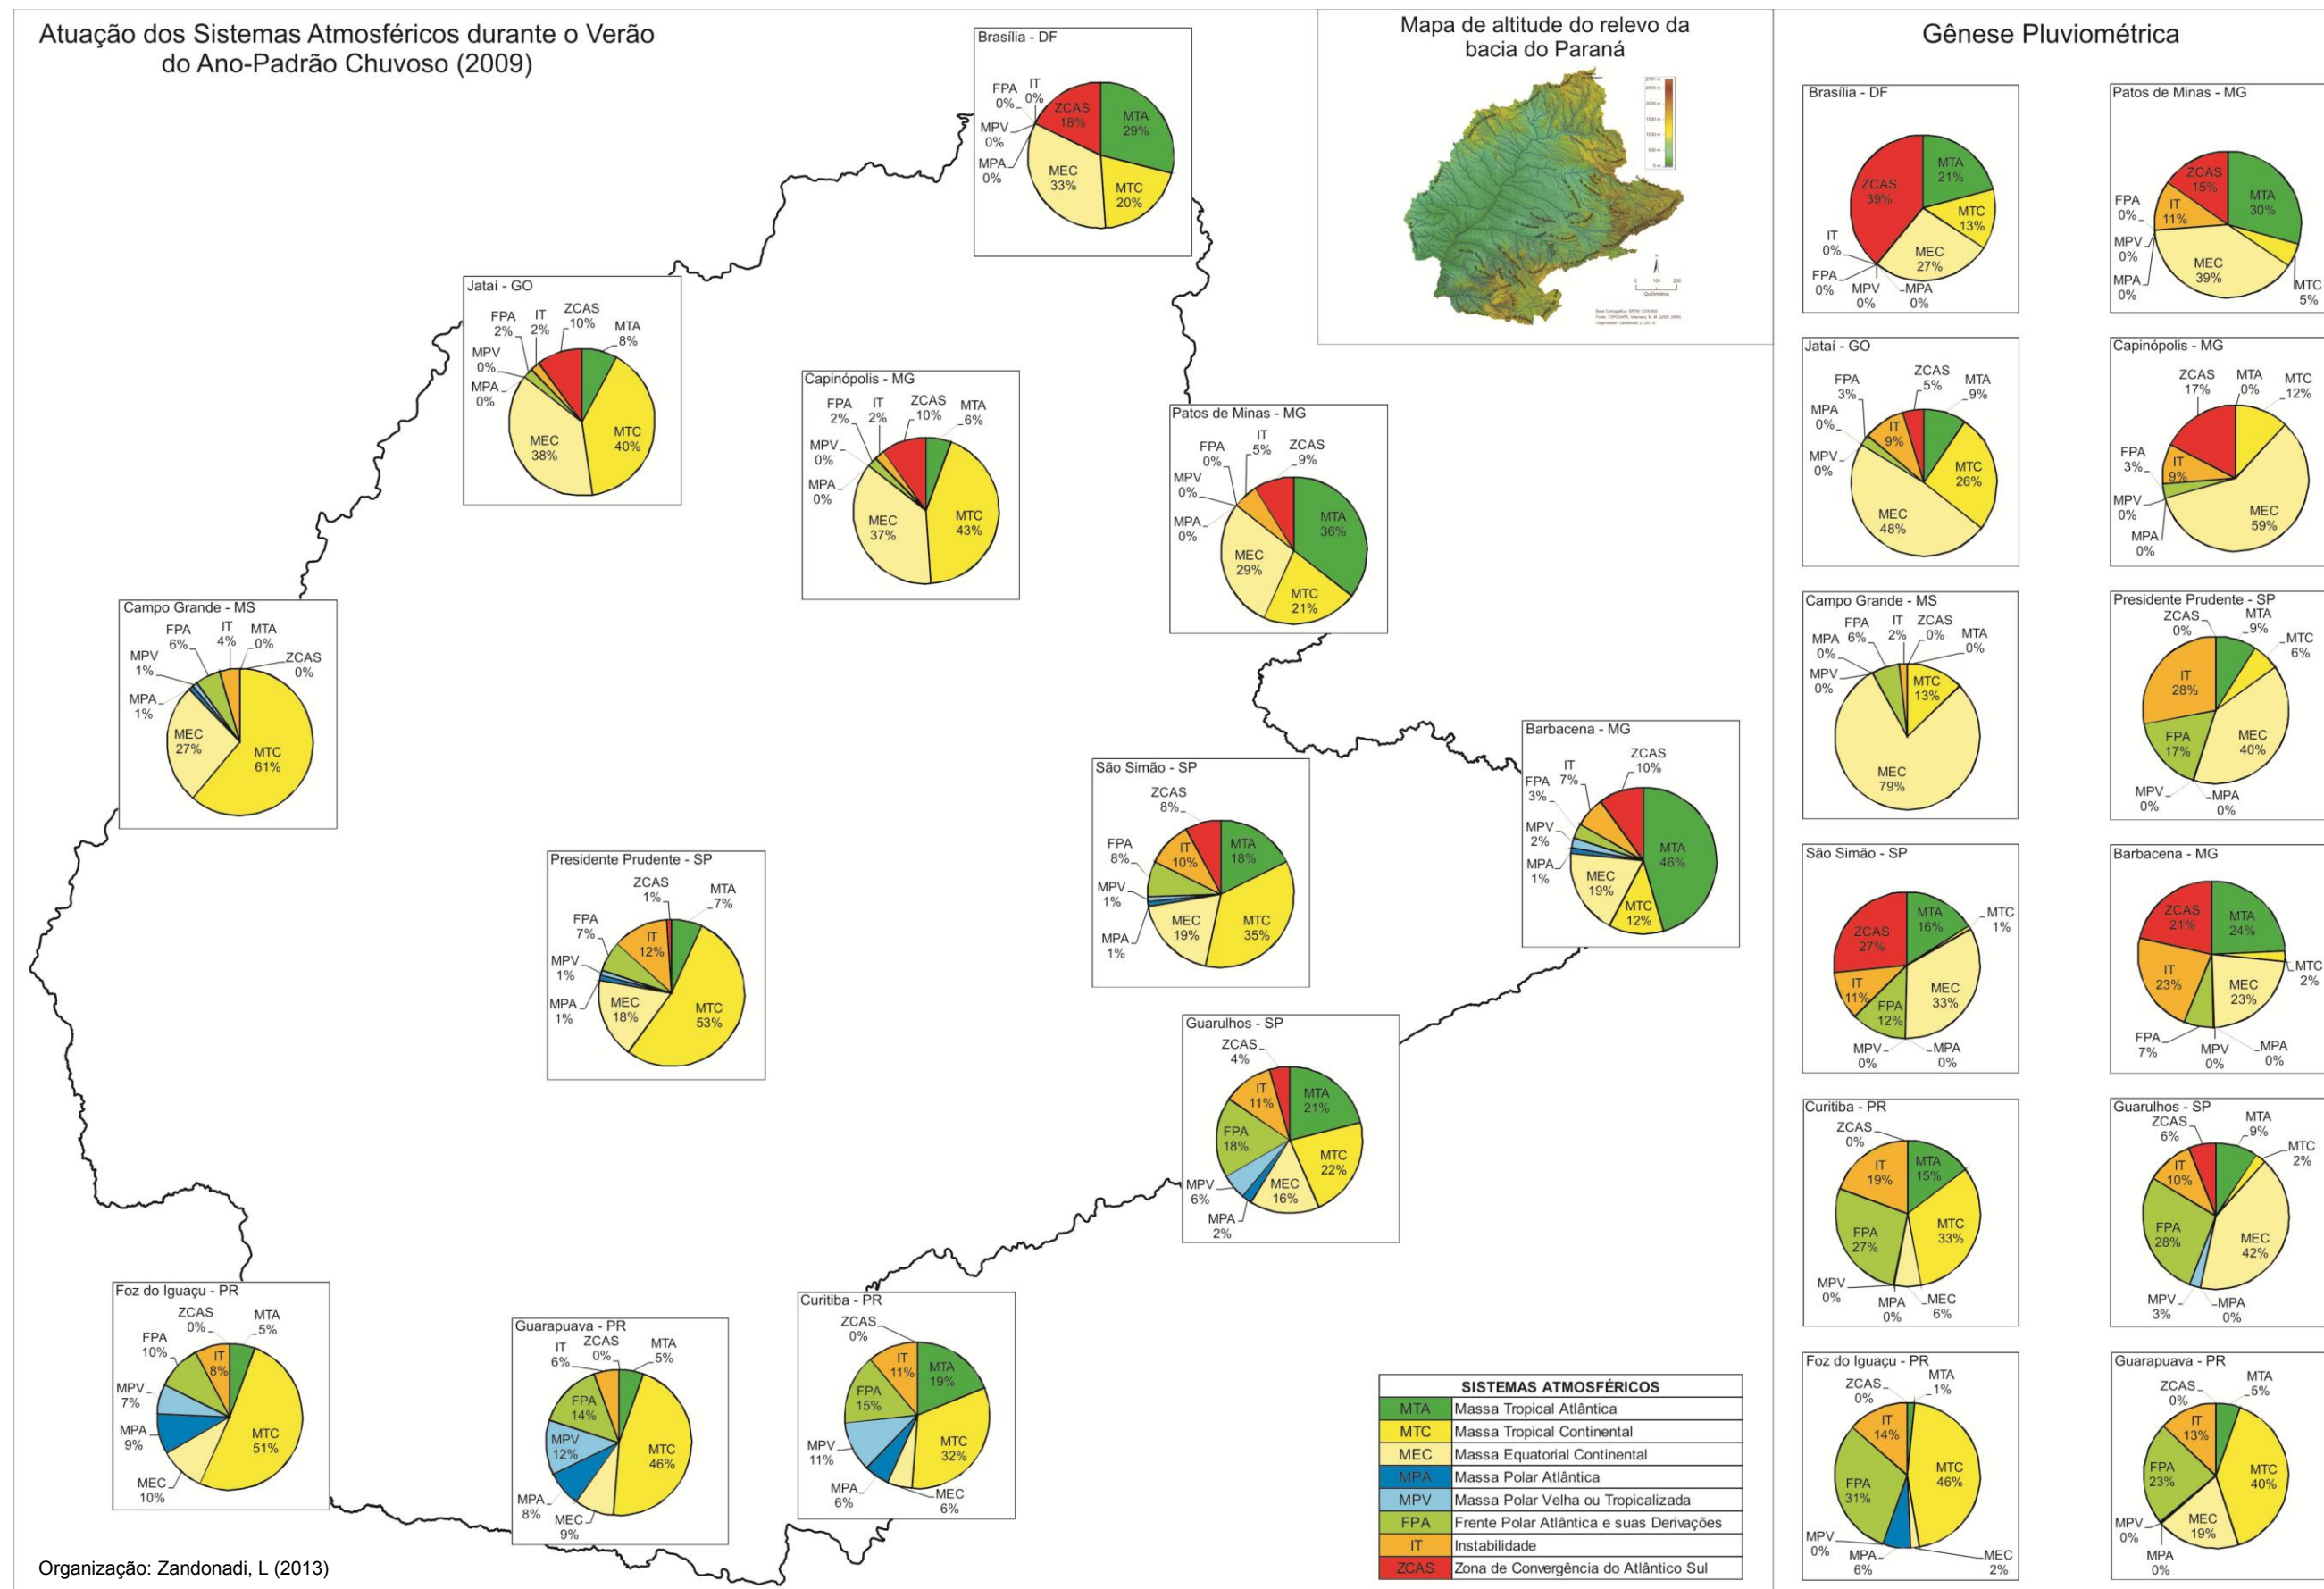 Atuação dos Sistemas Atmosféricos durante o Verão
do Ano-Padrão Chuvoso (2009)
Brasília - DF
FPA
0%
IT
0%
ZCAS
18%
MTA
29%
MPV
0%
MPA
0%
MEC
33%
MTC
20%
Jataí - GO
FPA
2%
IT
2%
ZCAS
10%
MTA
8%
MPV
0%
MPA
0%
MEC
38%
MTC
40%
Capinópolis - MG
FPA
2%
IT
2%
ZCAS
10%
MTA
6%
MPV
0%
MPA
0%
MEC
37%
MTC
43%
Patos de Minas - MG
FPA
0%
IT
5%
ZCAS
9%
MPV
0%
MPA
0%
MTA
36%
MEC
29%
MTC
21%
Campo Grande - MS
FPA
6%
IT
4%
MTA
0%
ZCAS
0%
MPV
1%
MPA
1%
MEC
27%
MTC
61%
Barbacena - MG
ZCAS
10%
IT
7%
FPA
3%
MPV
2%
MPA
1%
MTA
46%
MEC
19%
MTC
12%
São Simão - SP
ZCAS
8%
FPA
8%
IT
10%
MTA
18%
MPV
1%
MPA
1%
MEC
19%
MTC
35%
Presidente Prudente - SP
ZCAS
1%
MTA
7%
FPA
7%
IT
12%
MPV
1%
MPA
1%
MEC
18%
MTC
53%
Guarulhos - SP
ZCAS
4%
IT
11%
MTA
21%
FPA
18%
MPV
6%
MPA
2%
MEC
16%
MTC
22%
Foz do Iguaçu - PR
ZCAS
0%
MTA
5%
FPA
10%
IT
8%
MPV
7%
MPA
9%
MEC
10%
MTC
51%
Guarapuava - PR
IT
6%
ZCAS
0%
MTA
5%
FPA
14%
MPV
12%
MPA
8%
MEC
9%
MTC
46%
Curitiba - PR
ZCAS
0%
IT
11%
MTA
19%
FPA
15%
MPV
11%
MPA
6%
MEC
6%
MTC
32%
Organização: Zandonadi, L (2013)
Mapa de altitude do relevo da
bacia do Paraná
SISTEMAS ATMOSFÉRICOS
MTA Massa Tropical Atlântica
MTC Massa Tropical Continental
MEC Massa Equatorial Continental
MPA Massa Polar Atlântica
MPV Massa Polar Velha ou Tropicalizada
FPA Frente Polar Atlântica e suas Derivações
IT Instabilidade
ZCAS Zona de Convergência do Atlântico Sul
Gênese Pluviométrica
Brasília - DF
ZCAS
39%
MTA
21%
MTC
13%
MEC
27%
IT
0%
FPA
0%
MPV
0%
MPA
0%
Patos de Minas - MG
ZCAS
15%
MTA
30%
FPA
0%
IT
11%
MPV
0%
MPA
0%
MEC
39%
MTC
5%
Jataí - GO
FPA
3%
ZCAS
5%
MTA
9%
MPA
0%
IT
9%
MPV
0%
MTC
26%
MEC
48%
Capinópolis - MG
ZCAS
17%
MTA
0%
MTC
12%
FPA
3%
IT
9%
MPV
0%
MPA
0%
MEC
59%
Campo Grande - MS
FPA
6%
IT
2%
ZCAS
0%
MTA
0%
MPA
0%
MPV
0%
MTC
13%
MEC
79%
Presidente Prudente - SP
ZCAS
0%
MTA
9%
MTC
6%
IT
28%
FPA
17%
MEC
40%
MPV
0%
MPA
0%
São Simão - SP
ZCAS
27%
MTA
16%
MTC
1%
IT
11%
FPA
12%
MEC
33%
MPV
0%
MPA
0%
Barbacena - MG
ZCAS
21%
MTA
24%
MTC
2%
IT
23%
MEC
23%
FPA
7%
MPV
0%
MPA
0%
Curitiba - PR
ZCAS
0%
IT
19%
MTA
15%
FPA
27%
MTC
33%
MPV
0%
MPA
0%
MEC
6%
Guarulhos - SP
ZCAS
6%
MTA
9%
MTC
2%
IT
10%
FPA
28%
MEC
42%
MPV
3%
MPA
0%
Foz do Iguaçu - PR
ZCAS
0%
MTA
1%
IT
14%
FPA
31%
MTC
46%
MPV
0%
MPA
6%
MEC
2%
Guarapuava - PR
ZCAS
0%
MTA
5%
IT
13%
FPA
23%
MTC
40%
MPV
0%
MEC
19%
MPA
0%